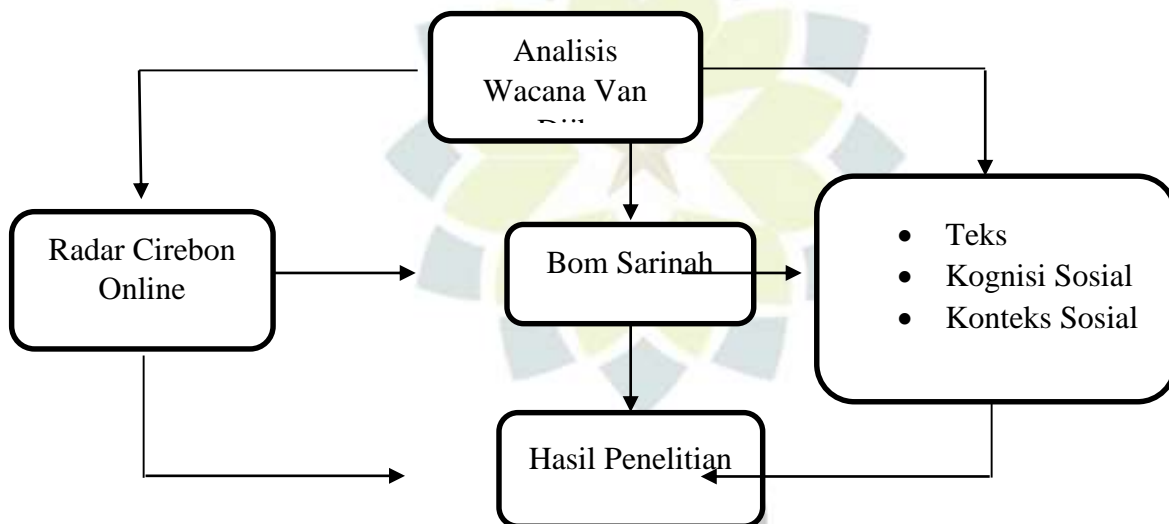 Analisis
Wacana Van
Radar Cirebon
Online
Bom Sarinah
• Teks
• Kognisi Sosial
• Konteks Sosial
Hasil Penelitian